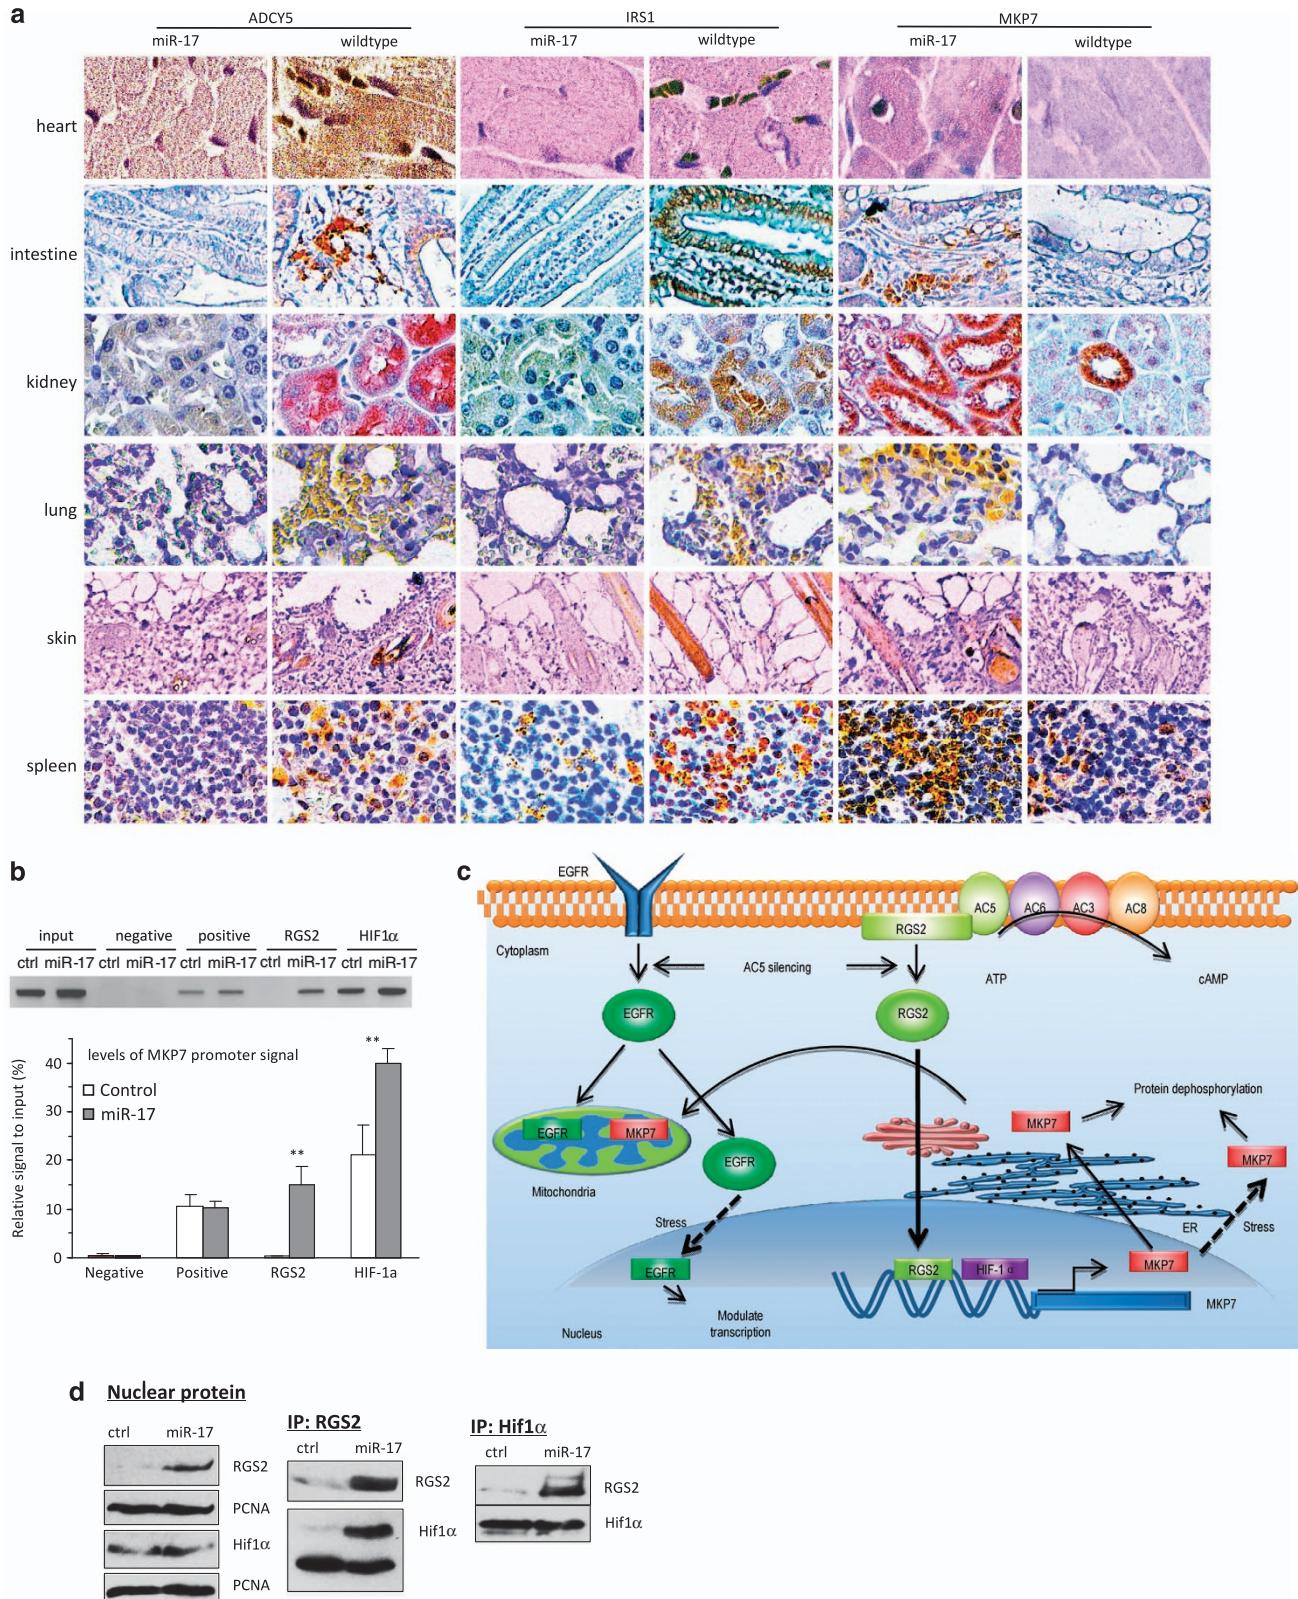 a
ADCY5 IRS1 MKP7
miR-17 wildtype miR-17 wildtype miR-17 wildtype
heart
intestine
kidney
lung
skin
spleen
b
input negative positive RGS2 HIF1α
ctrl miR-17 ctrl miR-17 ctrl miR-17 ctrl miR-17 ctrl miR-17
levels of MKP7 promoter signal
Control
miR-17
Relative signal to input (%)
40
30
20
10
0
**
**
Negative Positive RGS2 HIF-1a
c
EGFR
AC5 AC6 AC3 AC8
RGS2
Cytoplasm
AC5 silencing
ATP
cAMP
EGFR
RGS2
Protein dephosphorylation
MKP7
EGFR MKP7
MKP7
EGFR
Mitochondria
Stress
ER
Stress
EGFR
RGS2 HIF-1 α
MKP7
MKP7
Modulate
transcription
Nucleus
d
Nuclear protein
ctrl miR-17
RGS2
PCNA
Hif1α
PCNA
IP: RGS2
ctrl miR-17
RGS2
Hif1α
IP: Hif1α
ctrl miR-17
RGS2
Hif1α